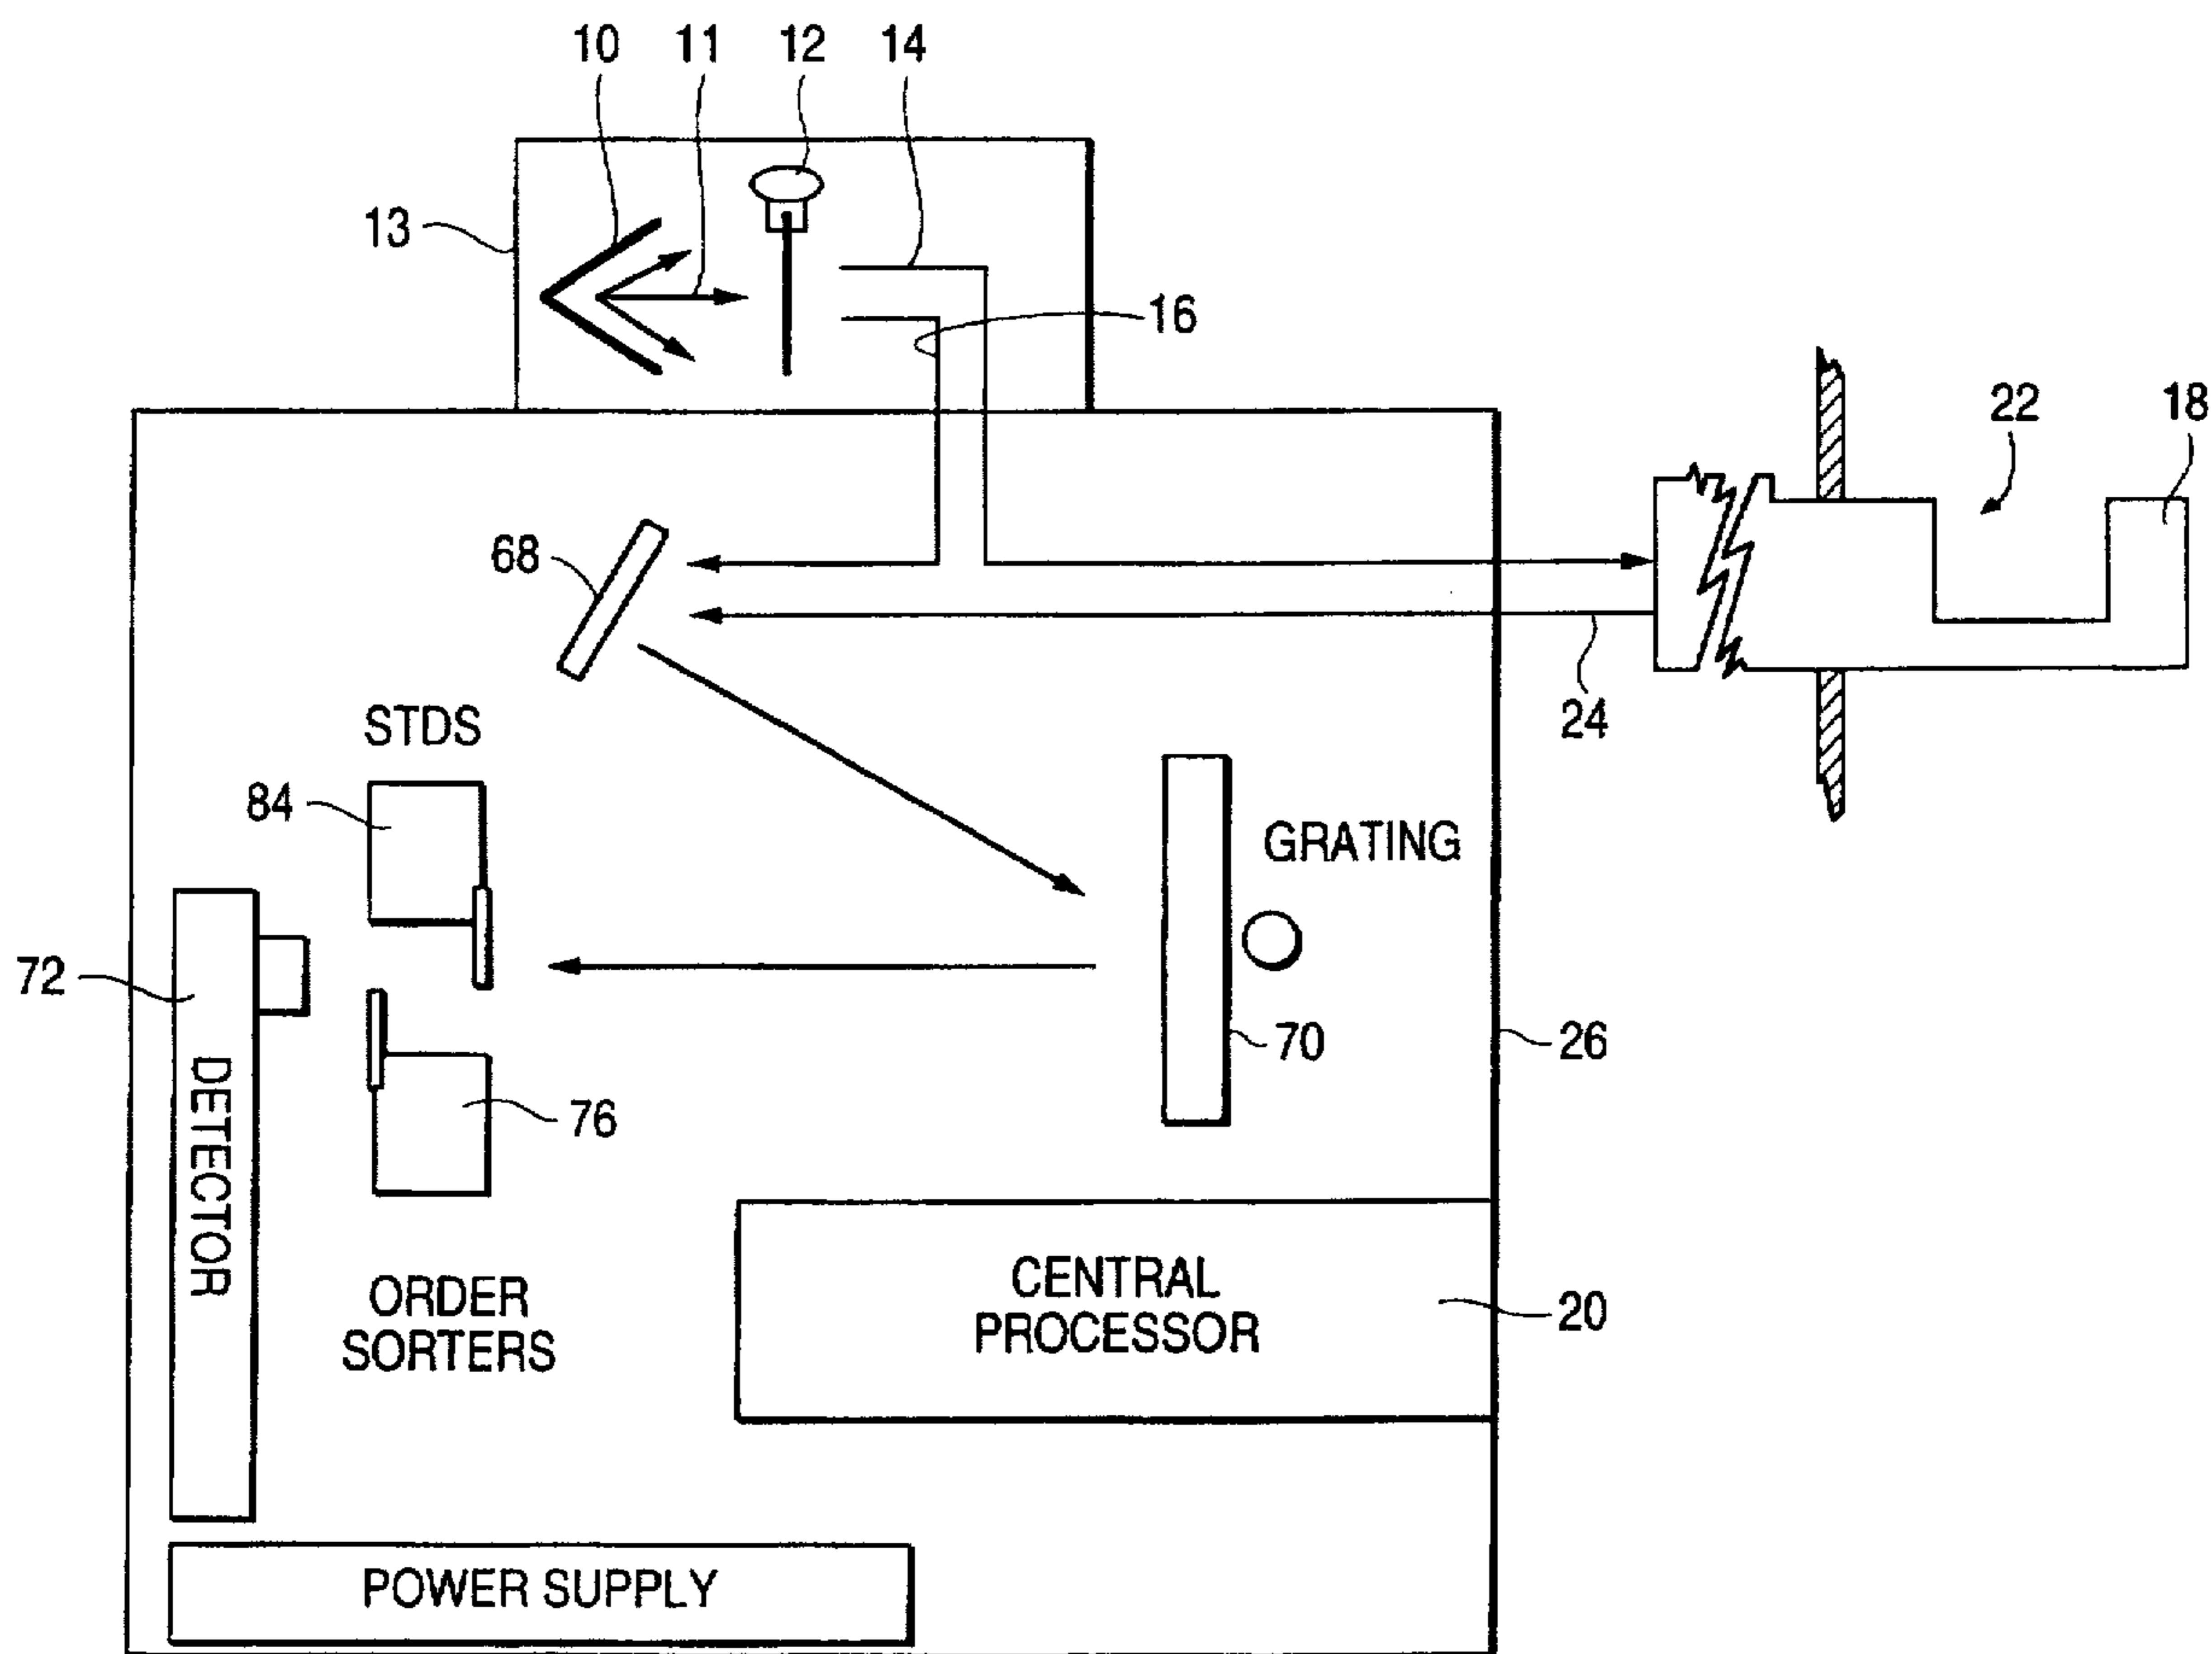 10 11 12 14
13
16
22
18
68
24
STDS
84
GRATING
72
70
26
DETECTOR
76
CENTRAL
PROCESSOR
20
ORDER
SORTERS
POWER SUPPLY